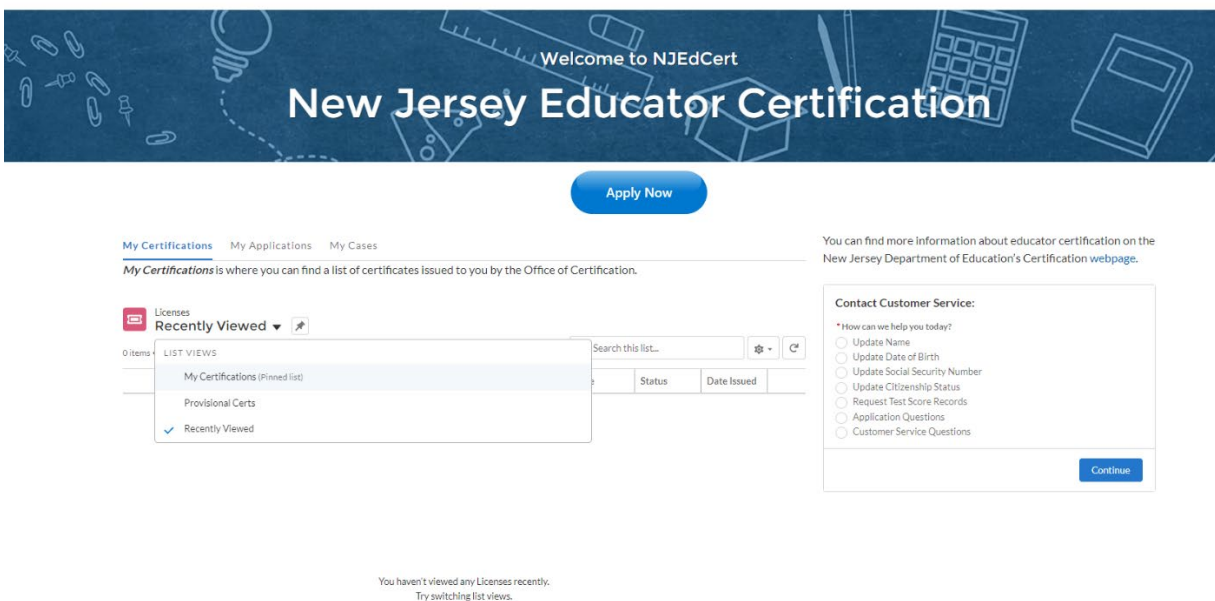 Welcome to NJEdCert
New Jersey Educator Certification
Apply Now
My Certifications My Applications My Cases
My Certifications is where you can find a list of certificates issued to you by the Office of Certification.
Licenses
Recently Viewed
0 items
Search this list...
LIST VIEWS
My Certifications (Pinned list)
Provisional Certs
Recently Viewed
Status Date Issued
You haven't viewed any Licenses recently.
Try switching list views.
You can find more information about educator certification on the
New Jersey Department of Education's Certification webpage.
Contact Customer Service:
*How can we help you today?
Update Name
Update Date of Birth
Update Social Security Number
Update Citizenship Status
Request Test Score Records
Application Questions
Customer Service Questions
Continue